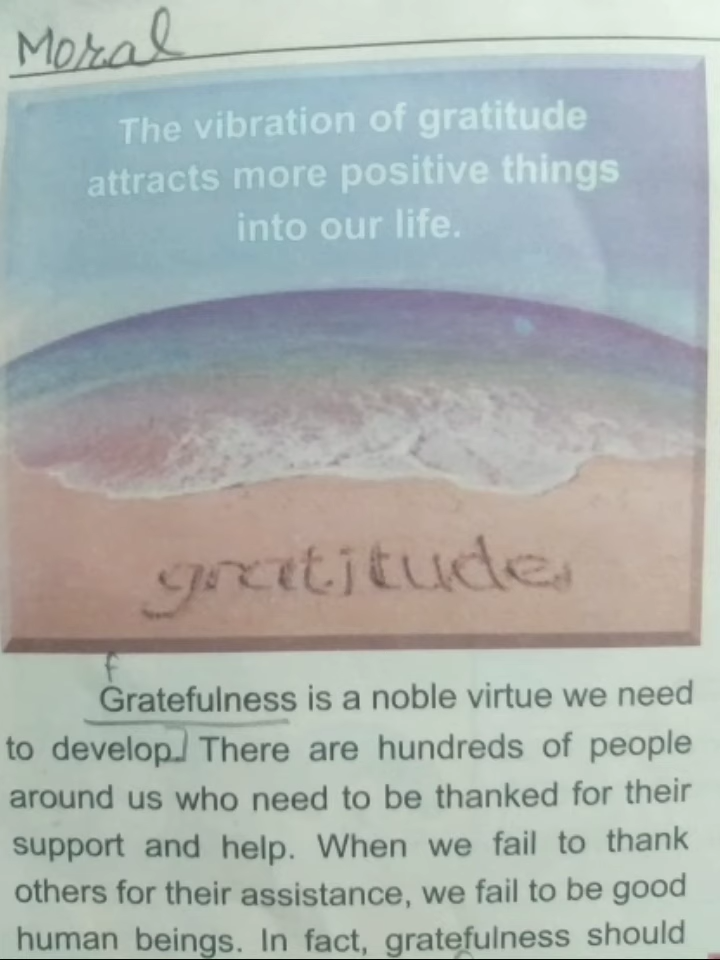 Moral
The vibration of gratitude
attracts more positive things
into our life.
gratitude
Gratefulness is a noble virtue we need
to develop. There are hundreds of people
around us who need to be thanked for their
support and help. When we fail to thank
others for their assistance, we fail to be good
human beings. In fact, gratefulness should